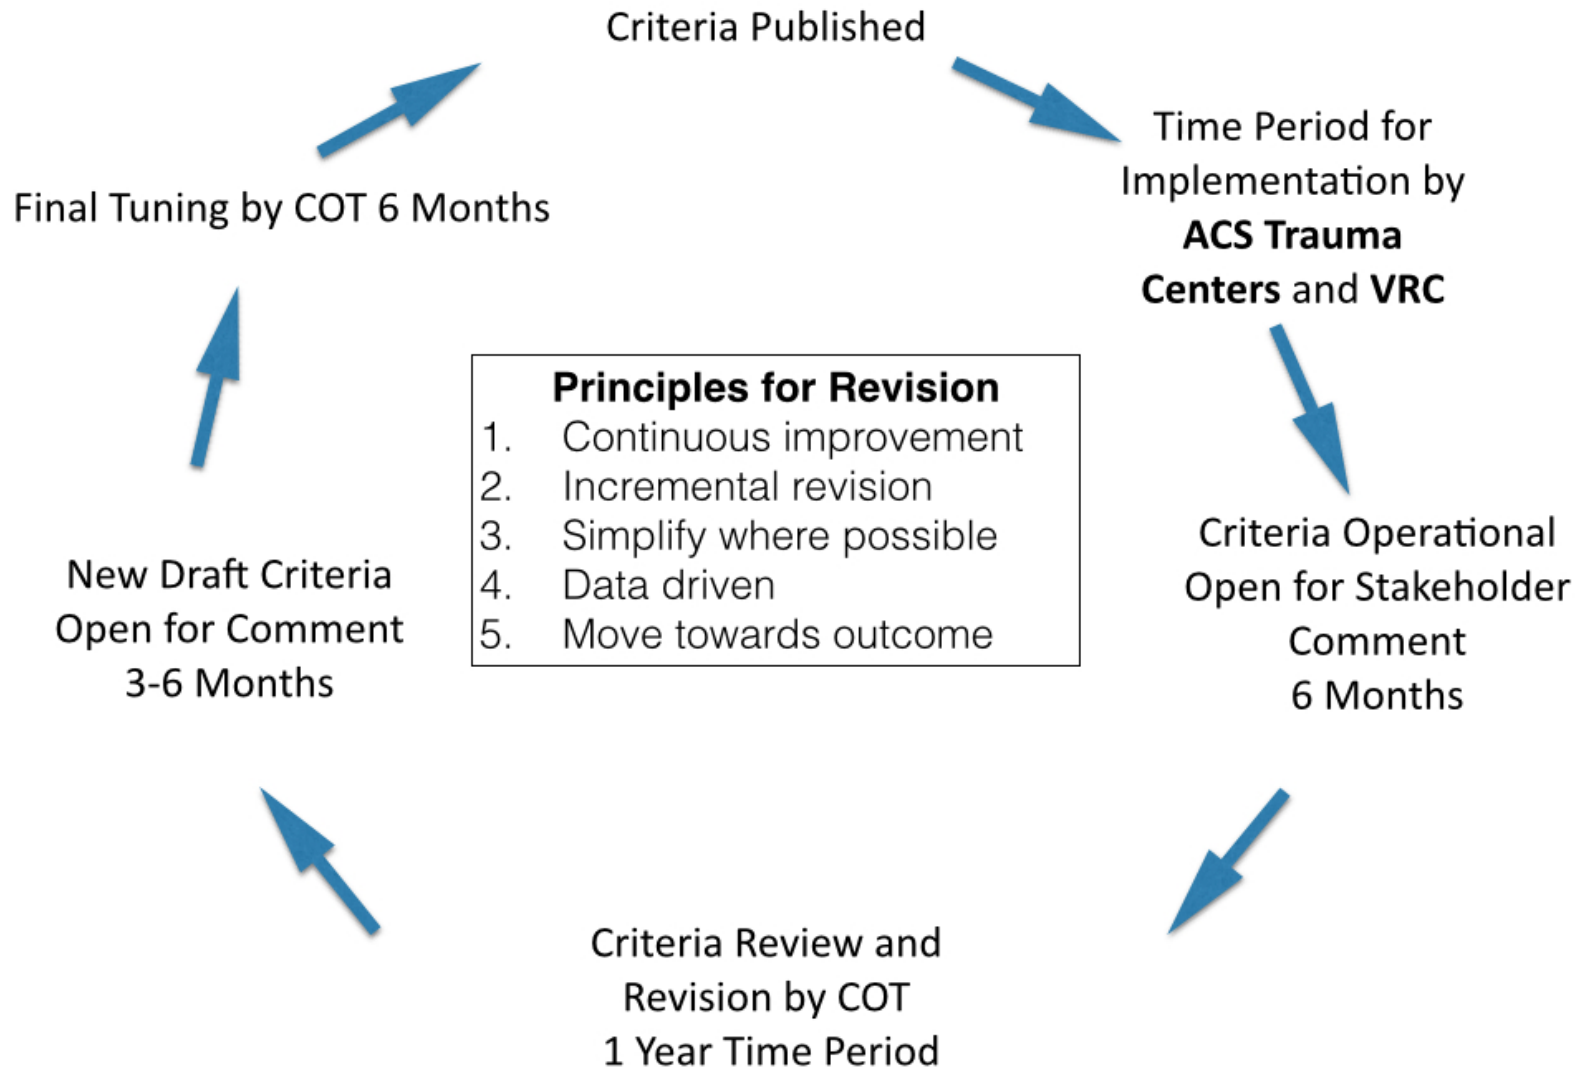 Criteria Published
Time Period for
Implementation by
ACS Trauma
Centers and VRC
Criteria Operational
Open for Stakeholder
Comment
6 Months
Criteria Review and
Revision by COT
1 Year Time Period
New Draft Criteria
Open for Comment
3-6 Months
Final Tuning by COT 6 Months
Principles for Revision
1. Continuous improvement
2. Incremental revision
3. Simplify where possible
4. Data driven
5. Move towards outcome